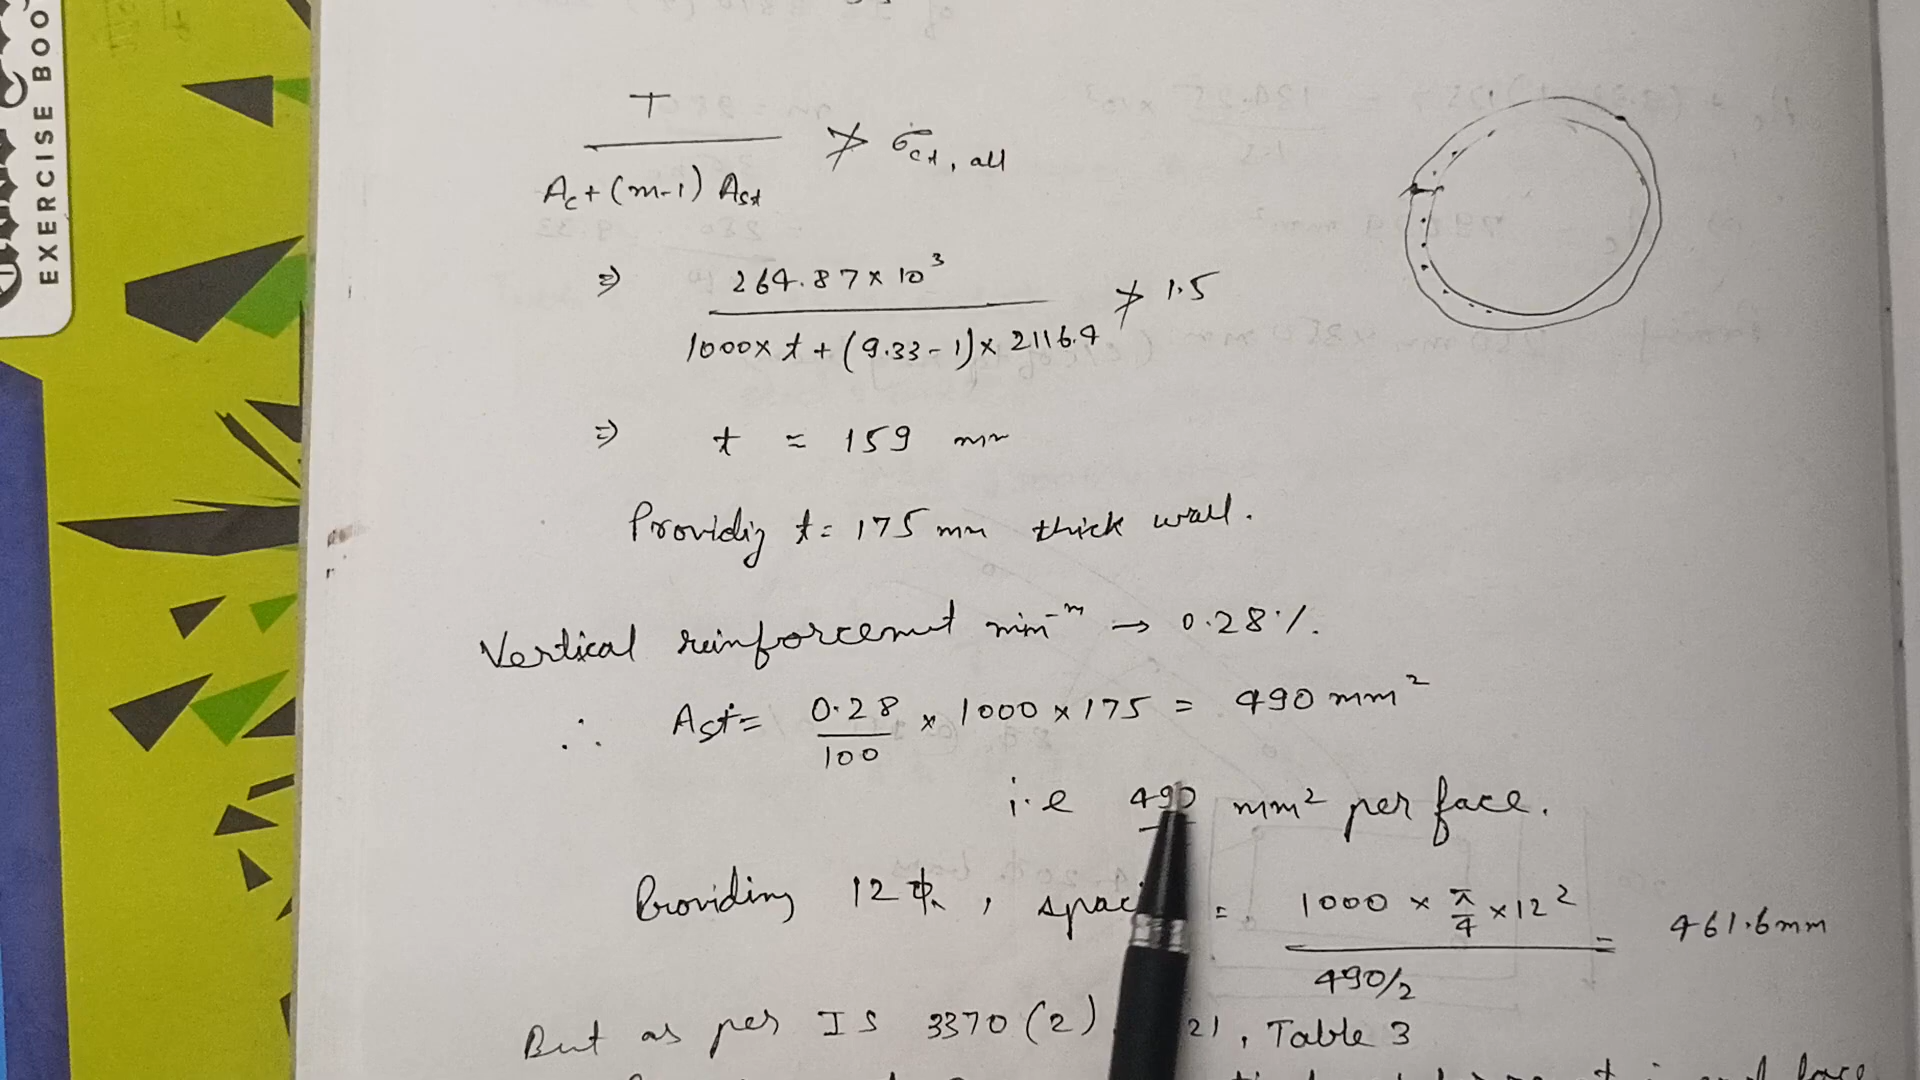 EXERCISE BOO
T
Ac + (m-1) Ast ≯ σct, all
⇒ 264.87 x 10³
1000 x t + (9.33 - 1) x 2116.4 ≯ 1.5
⇒ t = 159 mm
Providing t = 175 mm thick wall.
Vertical reinforcement minm → 0.28%.
∴ Ast = 0.28 x 1000 x 175 = 490 mm²
100
i.e 490 mm² per face.
Providing 12 ф, spac = 1000 x π/4 x 12² = 461.6mm
490/2
But as per IS 3370 (2) 21, Table 3